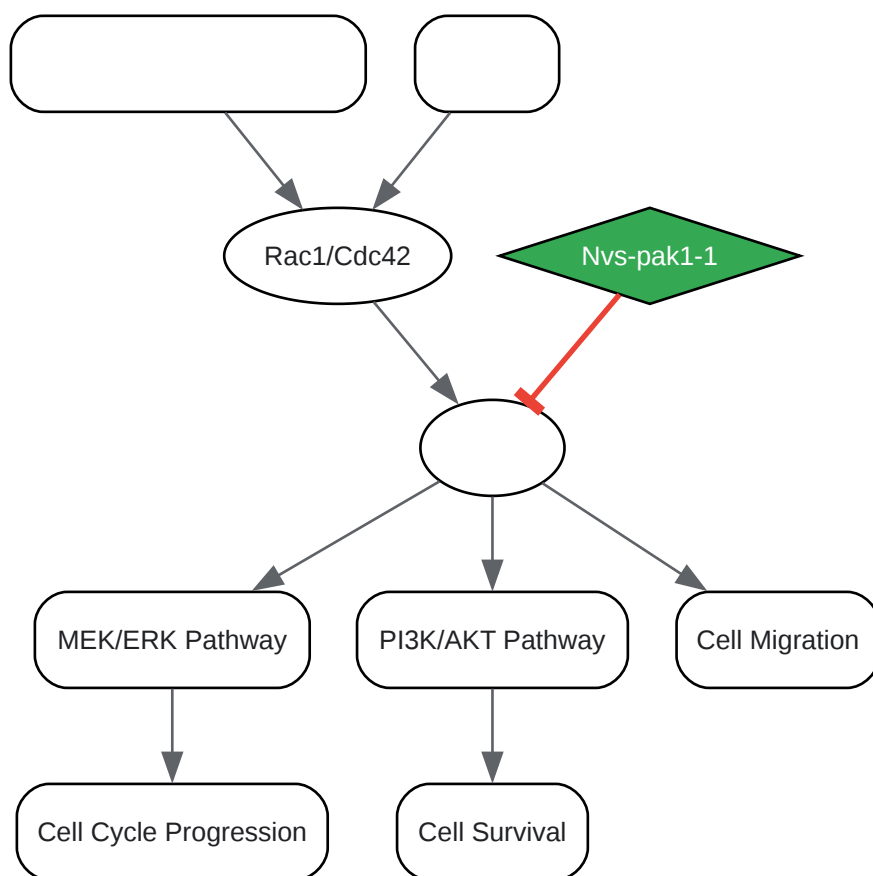 Rac1/Cdc42
Nvs-pak1-1
MEK/ERK Pathway
PI3K/AKT Pathway
Cell Migration
Cell Cycle Progression
Cell Survival